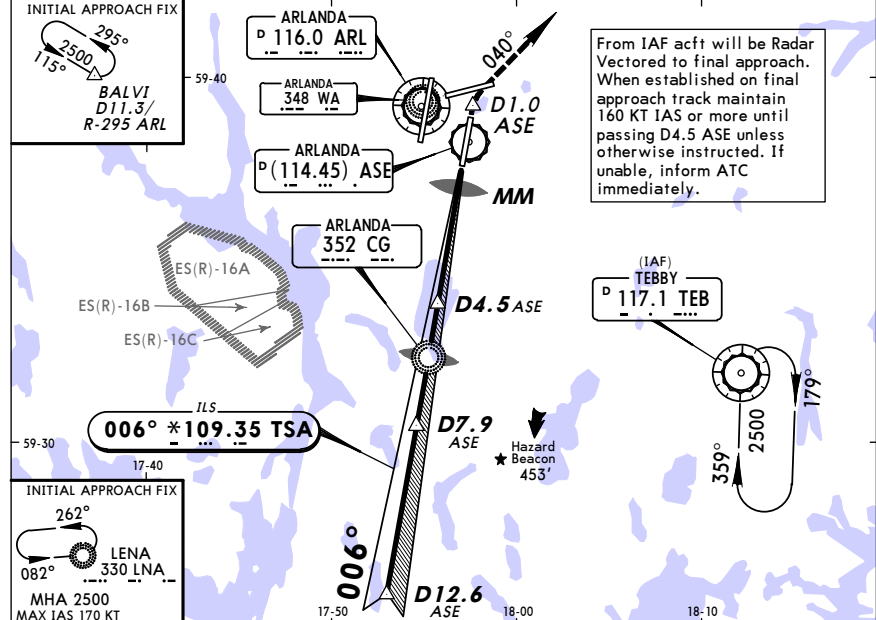 INITIAL APPROACH FIX
295°
2500
115°
BALVI
D11.3/
R-295 ARL
59-40
ARLANDA
D 116.0 ARL
ARLANDA
348 WA
ARLANDA
D (114.45) ASE
040°
D1.0
ASE
MM
From IAF acft will be Radar
Vectored to final approach.
When established on final
approach track maintain
160 KT IAS or more until
passing D4.5 ASE unless
otherwise instructed. If
unable, inform ATC
immediately.
ARLANDA
352 CG
ES(R)-16A
ES(R)-16B
ES(R)-16C
D4.5 ASE
(IAF)
TEBBY
D 117.1 TEB
179°
359°
2500
ILS
006° *109.35 TSA
D7.9
ASE
Hazard
Beacon
453'
59-30
17-40
INITIAL APPROACH FIX
262°
082°
LENA
330 LNA
MHA 2500
MAX IAS 170 KT
006°
D12.6
ASE
17-50
18-00
18-10